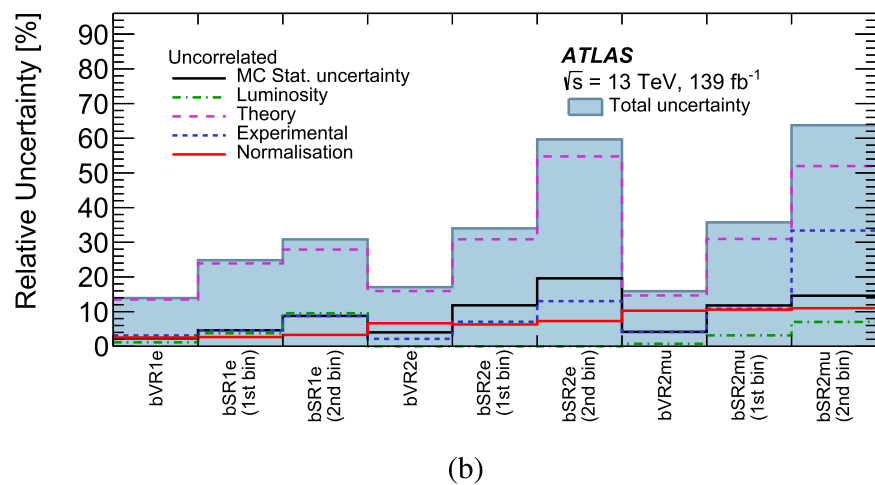 Relative Uncertainty [%]
90
80
70
60
50
40
30
20
10
0
Uncorrelated
MC Stat. uncertainty
Luminosity
Theory
Experimental
Normalisation
ATLAS
√s = 13 TeV, 139 fb⁻¹
Total uncertainty
bVR1e
bSR1e
(1st bin)
bSR1e
(2nd bin)
bVR2e
bSR2e
(1st bin)
bSR2e
(2nd bin)
bVR2mu
bSR2mu
(1st bin)
bSR2mu
(2nd bin)
(b)